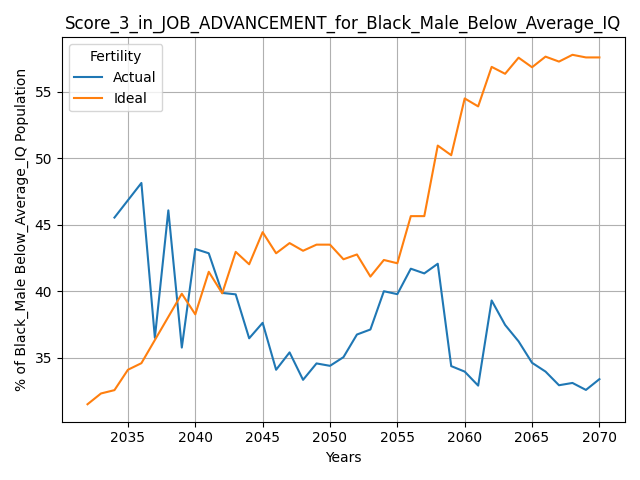 Score_3_in_JOB_ADVANCEMENT_for_Black_Male_Below_Average_IQ
Fertility
Actual
Ideal
% of Black_Male Below_Average_IQ Population
55
50
45
40
35
2035 2040 2045 2050 2055 2060 2065 2070
Years